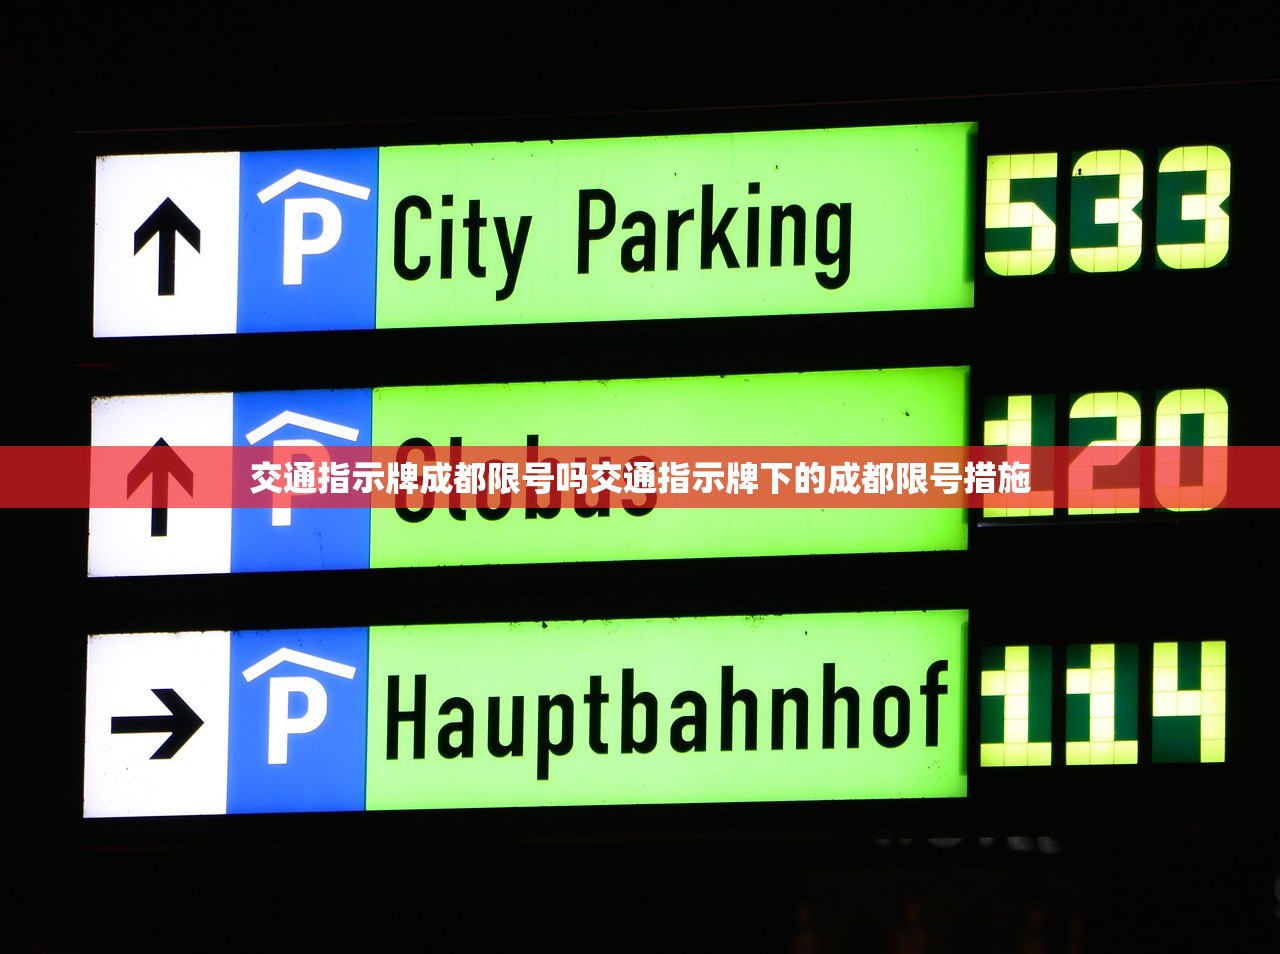 P City Parking 533
P Globus 120
交通指示牌成都限号吗交通指示牌下的成都限号措施
P Hauptbahnhof 114